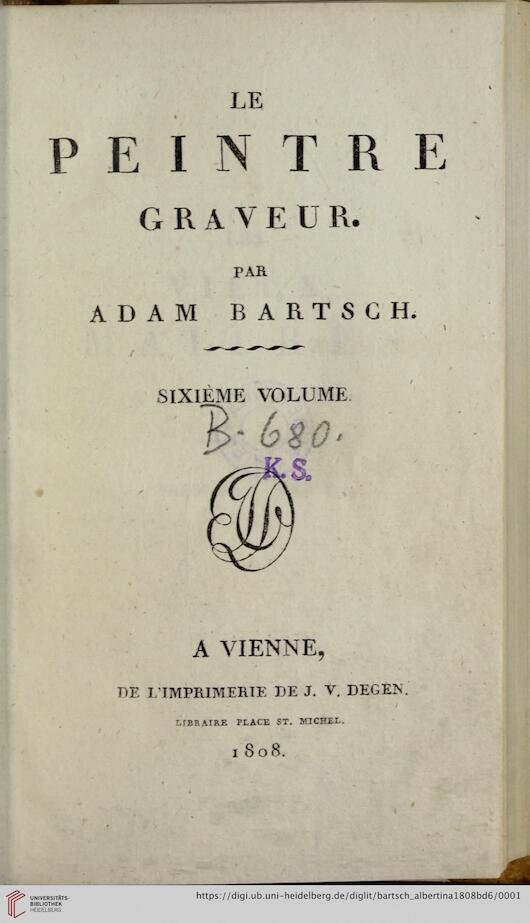 LE
PEINTRE
GRAVEUR.
PAR
ADAM BARTSCH.
SIXIÈME VOLUME.
B. 680.
K.S.
A VIENNE,
DE L'IMPRIMERIE DE J. V. DEGEN.
LIBRAIRE PLACE ST. MICHEL.
1808.
UNIVERSITÄTS-
BIBLIOTHEK
HEIDELBERG
https://digi.ub.uni-heidelberg.de/diglit/bartsch_albertina1808bd6/0001